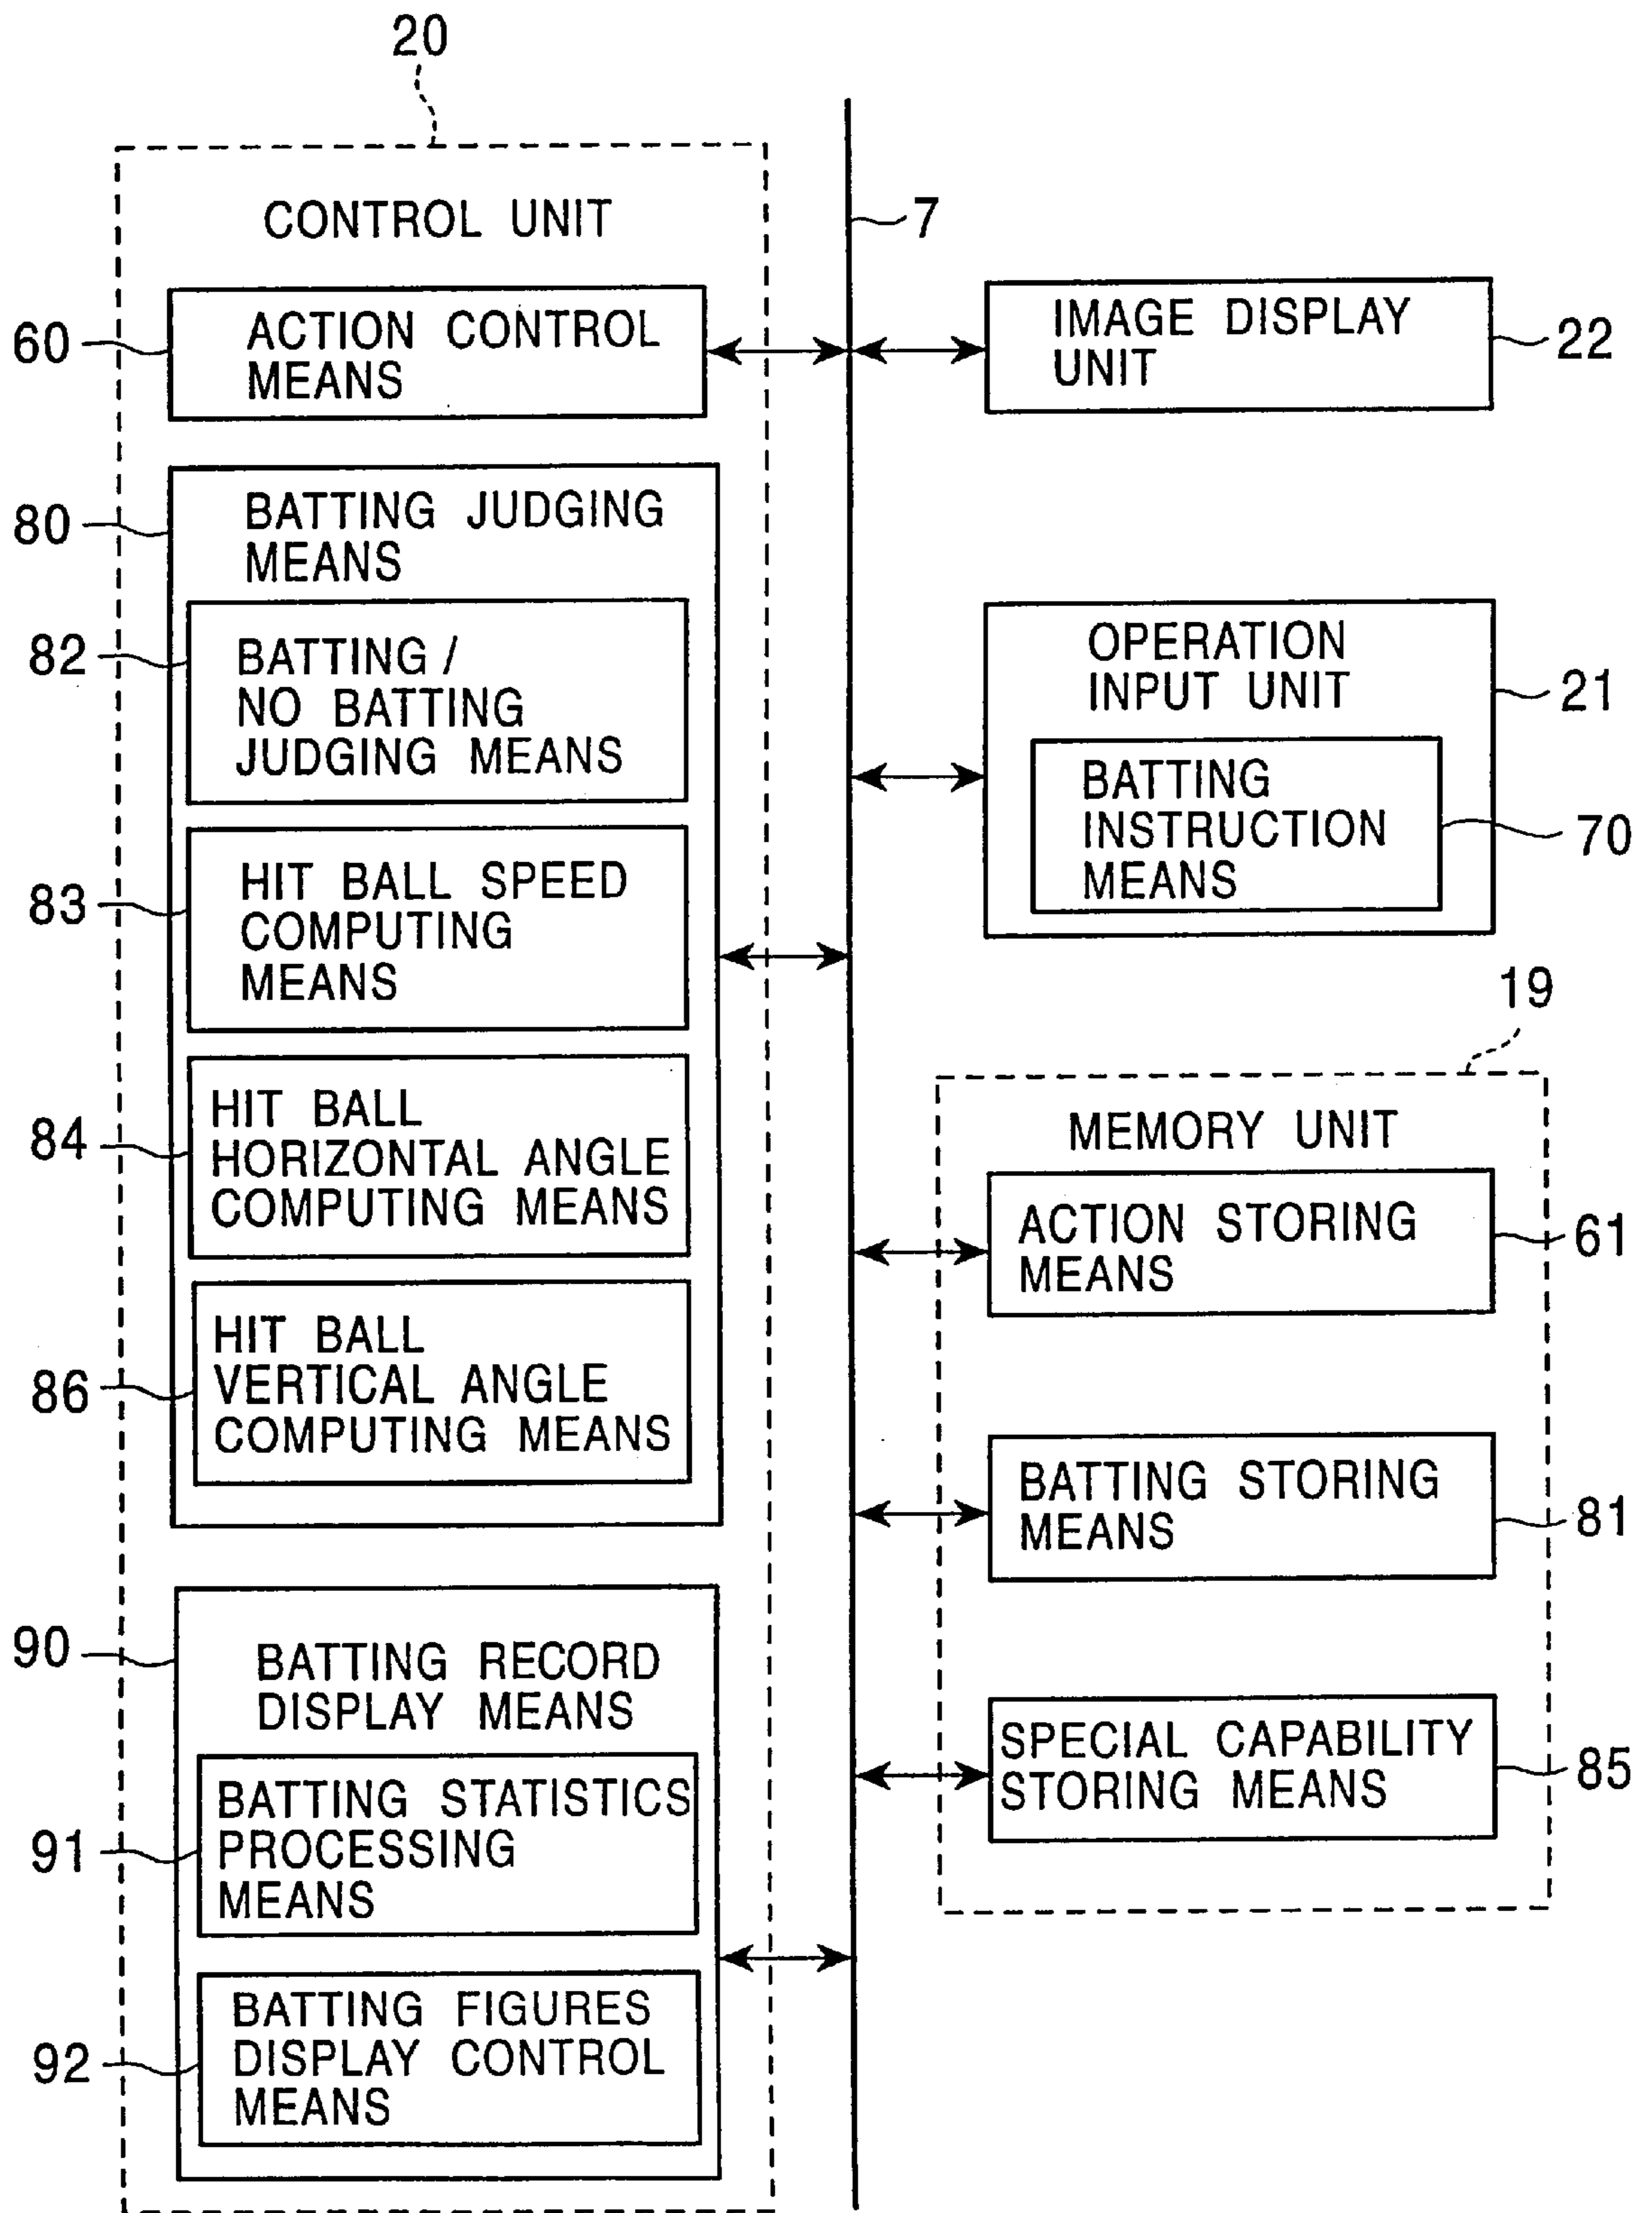 20
CONTROL UNIT
7
60
ACTION CONTROL
MEANS
IMAGE DISPLAY
UNIT
22
80
BATTING JUDGING
MEANS
82
BATTING /
NO BATTING
JUDGING MEANS
OPERATION
INPUT UNIT
21
BATTING
INSTRUCTION
MEANS
70
83
HIT BALL SPEED
COMPUTING
MEANS
19
MEMORY UNIT
84
HIT BALL
HORIZONTAL ANGLE
COMPUTING MEANS
ACTION STORING
MEANS
61
86
HIT BALL
VERTICAL ANGLE
COMPUTING MEANS
BATTING STORING
MEANS
81
90
BATTING RECORD
DISPLAY MEANS
SPECIAL CAPABILITY
STORING MEANS
85
91
BATTING STATISTICS
PROCESSING
MEANS
92
BATTING FIGURES
DISPLAY CONTROL
MEANS